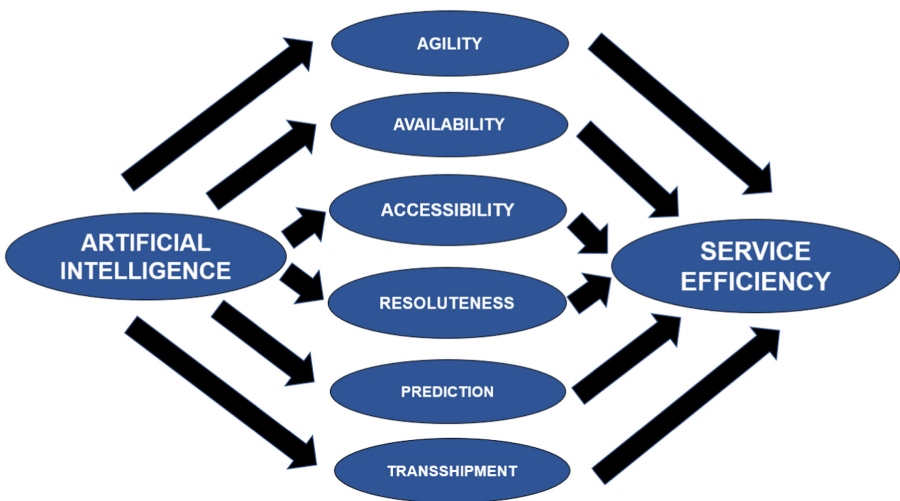 AGILITY
AVAILABILITY
ACCESSIBILITY
ARTIFICIAL
INTELLIGENCE
SERVICE
EFFICIENCY
RESOLUTENESS
PREDICTION
TRANSSHIPMENT